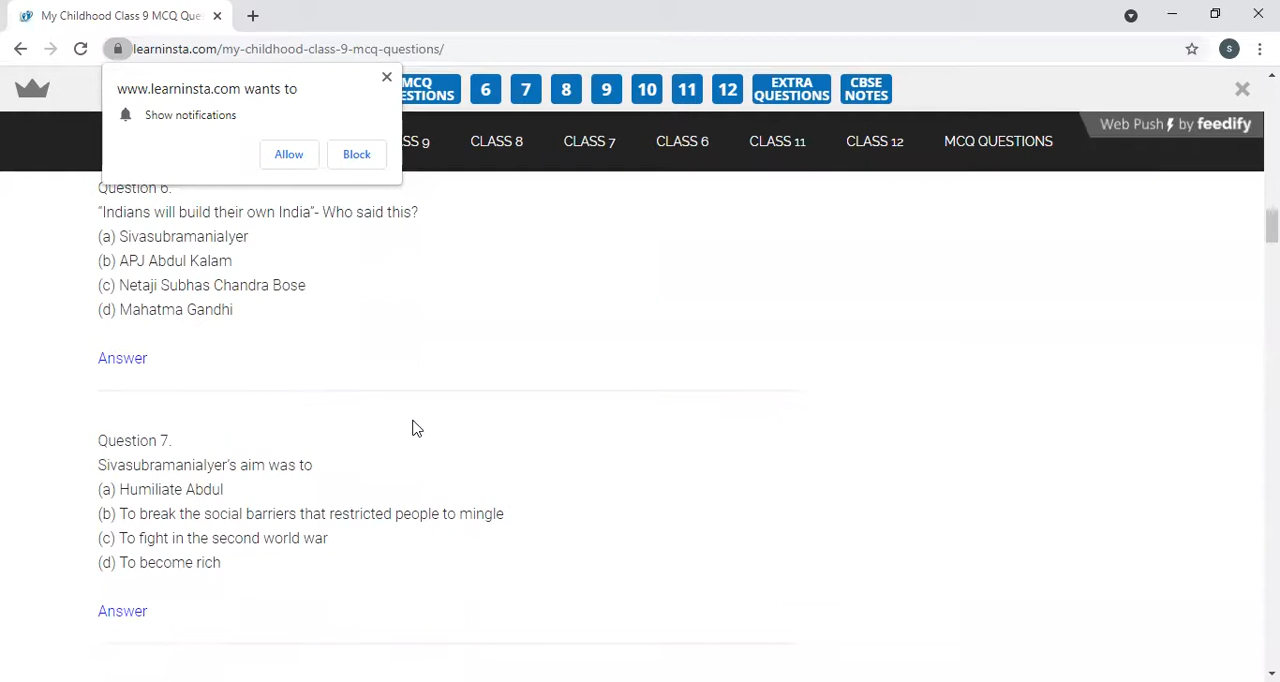 My Childhood Class 9 MCQ Que
learninsta.com/my-childhood-class-9-mcq-questions/
S
www.learninsta.com wants to
Show notifications
Allow
Block
MCQ
ESTIONS
6
7
8
9
10
11
12
EXTRA
QUESTIONS
CBSE
NOTES
Web Push by feedify
SS 9
CLASS 8
CLASS 7
CLASS 6
CLASS 11
CLASS 12
MCQ QUESTIONS
Question 6.
“Indians will build their own India”- Who said this?
(a) Sivasubramanialyer
(b) APJ Abdul Kalam
(c) Netaji Subhas Chandra Bose
(d) Mahatma Gandhi
Answer
Question 7.
Sivasubramanialyer’s aim was to
(a) Humiliate Abdul
(b) To break the social barriers that restricted people to mingle
(c) To fight in the second world war
(d) To become rich
Answer